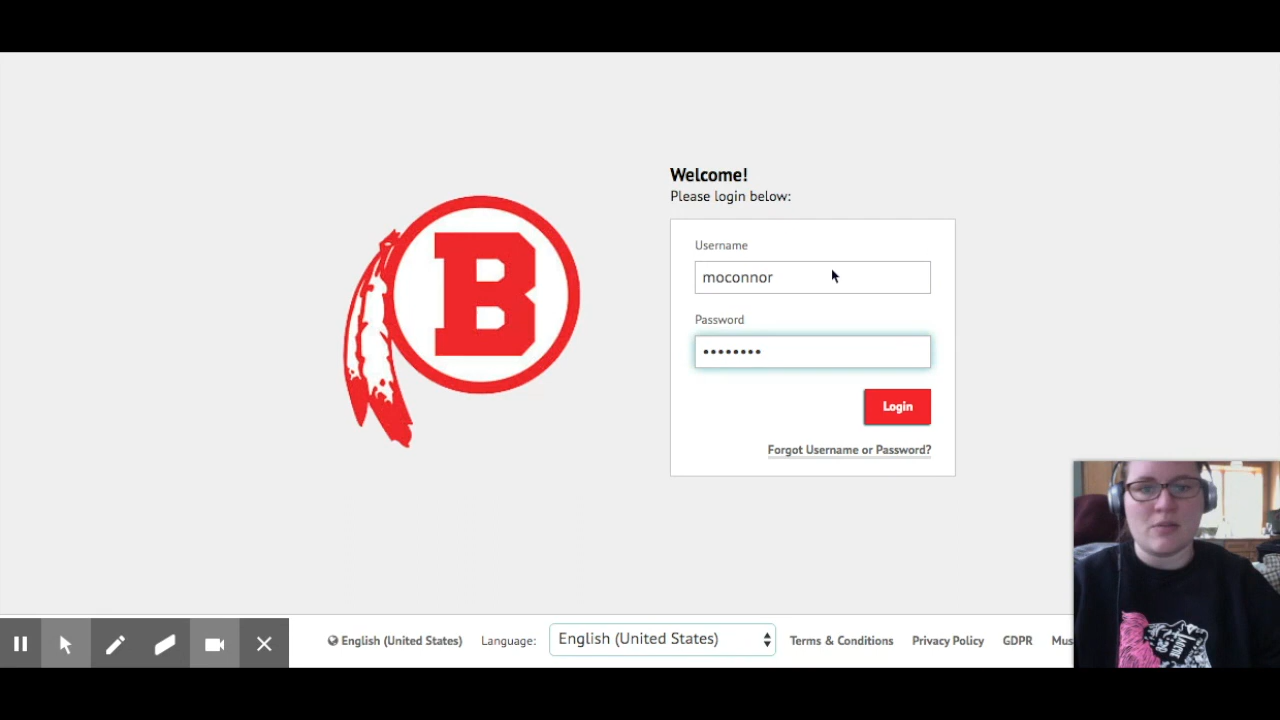 B
Welcome!
Please login below:
Username
moconnor
Password
Login
Forgot Username or Password?
English (United States) Language: English (United States) Terms & Conditions Privacy Policy GDPR Mus